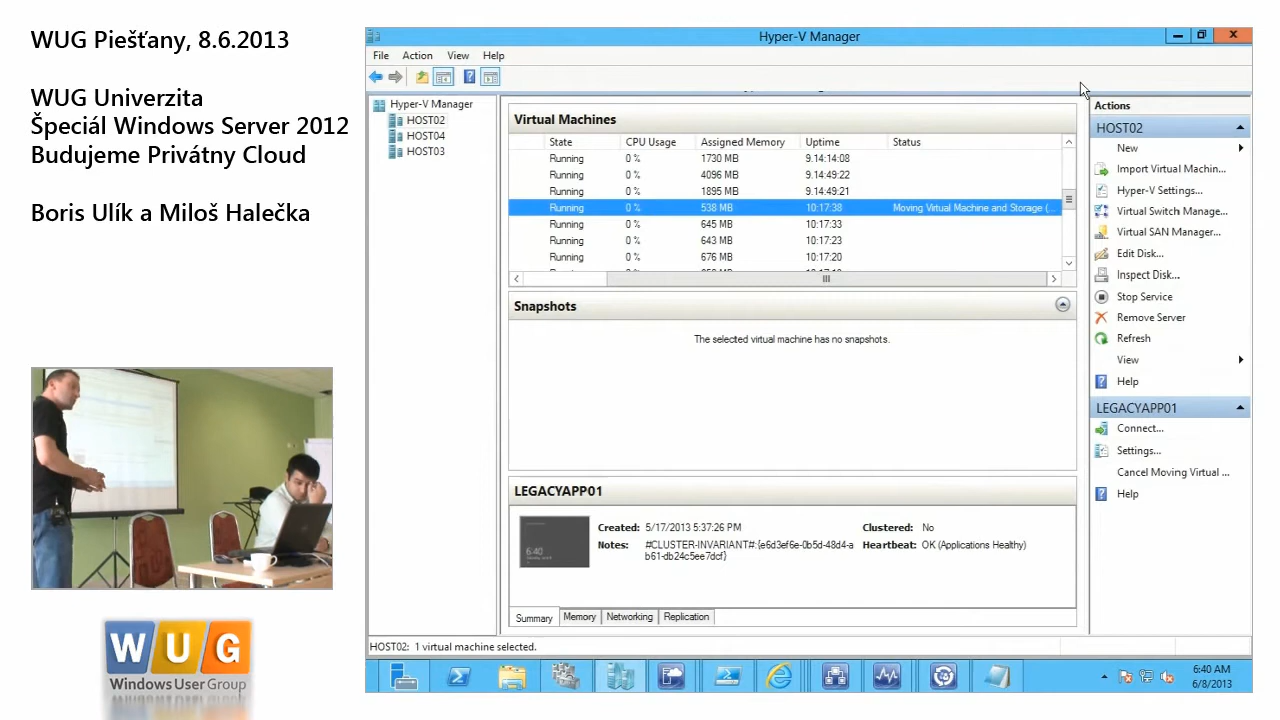 WUG Piešťany, 8.6.2013
WUG Univerzita
Špeciál Windows Server 2012
Budujeme Privátny Cloud
Boris Ulík a Miloš Halečka
WUG
Windows User Group
Hyper-V Manager
File Action View Help
Hyper-V Manager
HOST02
HOST04
HOST03
Virtual Machines
State CPU Usage Assigned Memory Uptime Status
Running 0 % 1730 MB 9.14:14:08
Running 0 % 4096 MB 9.14:49:22
Running 0 % 1895 MB 9.14:49:21
Running 0 % 538 MB 10:17:38 Moving Virtual Machine and Storage (...
Running 0 % 645 MB 10:17:33
Running 0 % 643 MB 10:17:23
Running 0 % 676 MB 10:17:20
Snapshots
The selected virtual machine has no snapshots.
LEGACYAPP01
6:40
Created: 5/17/2013 5:37:26 PM Clustered: No
Notes: #CLUSTER-INVARIANT#:{e6d3ef6e-0b5d-48d4-a Heartbeat: OK (Applications Healthy)
b61-db24c5ee7dcf}
Summary Memory Networking Replication
Actions
HOST02
New
Import Virtual Machin...
Hyper-V Settings...
Virtual Switch Manage...
Virtual SAN Manager...
Edit Disk...
Inspect Disk...
Stop Service
Remove Server
Refresh
View
Help
LEGACYAPP01
Connect...
Settings...
Cancel Moving Virtual ...
Help
HOST02: 1 virtual machine selected.
6:40 AM
6/8/2013